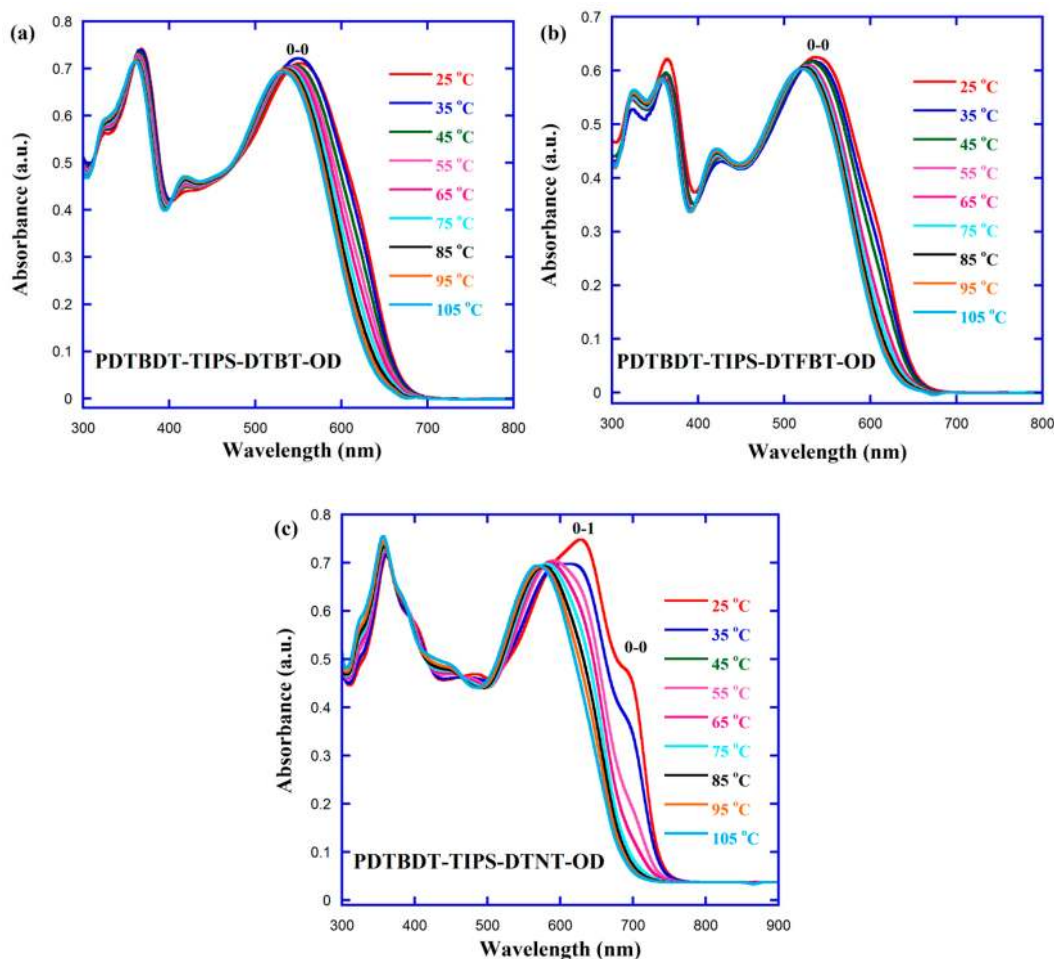 (a)
0-0
25 °C
35 °C
45 °C
55 °C
65 °C
75 °C
85 °C
95 °C
105 °C
PDTBDT-TIPS-DTBT-OD
Absorbance (a.u.)
0.8
0.7
0.6
0.5
0.4
0.3
0.2
0.1
0
300 400 500 600 700 800
Wavelength (nm)
(b)
0-0
25 °C
35 °C
45 °C
55 °C
65 °C
75 °C
85 °C
95 °C
105 °C
PDTBDT-TIPS-DTFBT-OD
Absorbance (a.u.)
0.7
0.6
0.5
0.4
0.3
0.2
0.1
0
300 400 500 600 700 800
Wavelength (nm)
(c)
0-1
0-0
25 °C
35 °C
45 °C
55 °C
65 °C
75 °C
85 °C
95 °C
105 °C
PDTBDT-TIPS-DTNT-OD
Absorbance (a.u.)
0.8
0.7
0.6
0.5
0.4
0.3
0.2
0.1
0
300 400 500 600 700 800 900
Wavelength (nm)